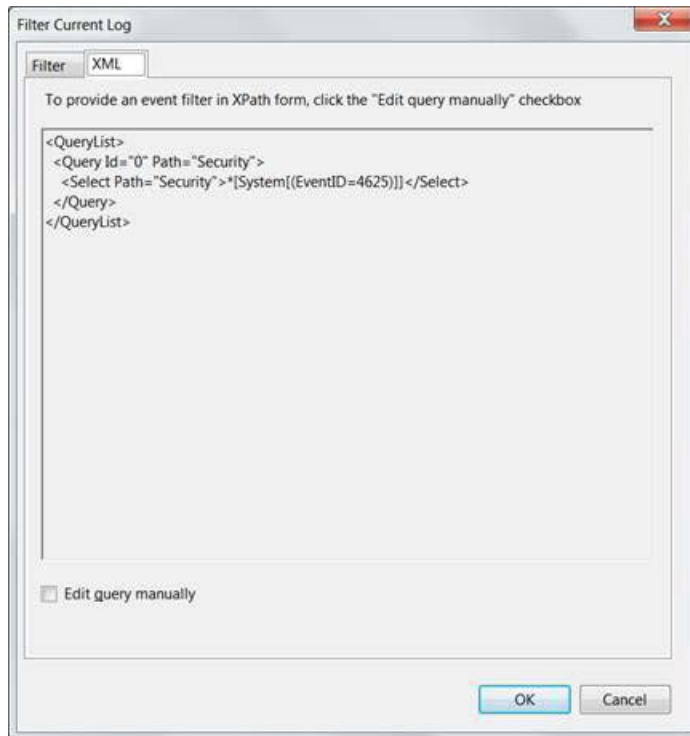 Filter Current Log
Filter XML
To provide an event filter in XPath form, click the "Edit query manually" checkbox
<QueryList>
<Query Id="0" Path="Security">
<Select Path="Security">*[System[(EventID=4625)]]</Select>
</Query>
</QueryList>
Edit query manually
OK Cancel